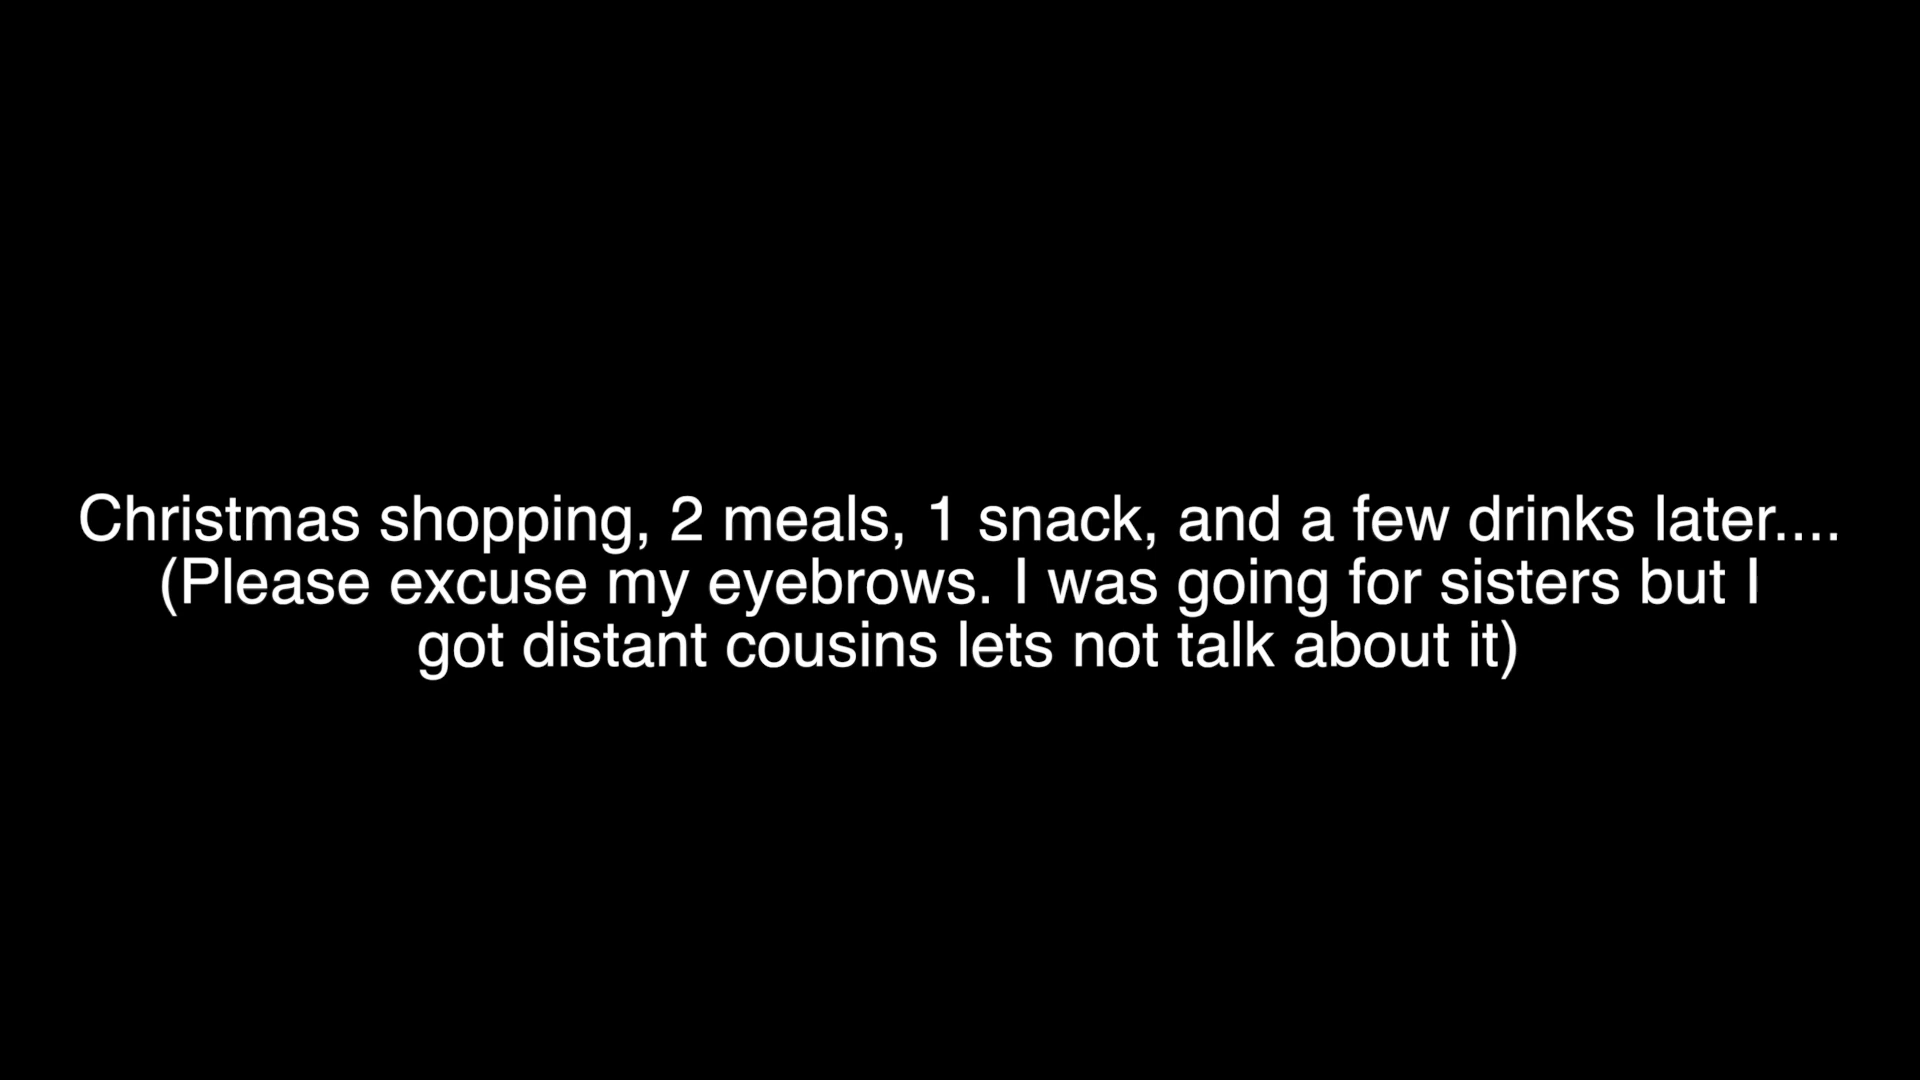 Christmas shopping, 2 meals, 1 snack, and a few drinks later....
(Please excuse my eyebrows. I was going for sisters but I
got distant cousins lets not talk about it)